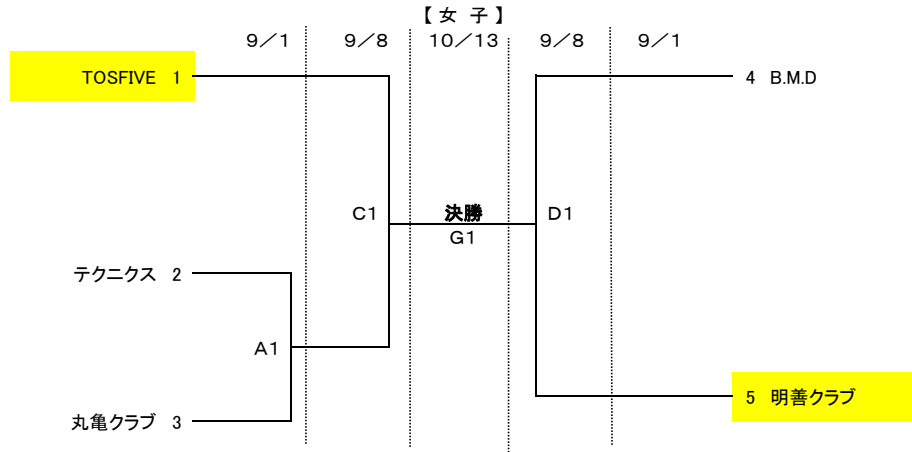 【 女 子 】
９／１ ９／８ １０／１３ ９／８ ９／１
TOSFIVE 1
4 B.M.D
C1
決勝
D1
G1
テクニクス 2
A1
5 明善クラブ
丸亀クラブ 3